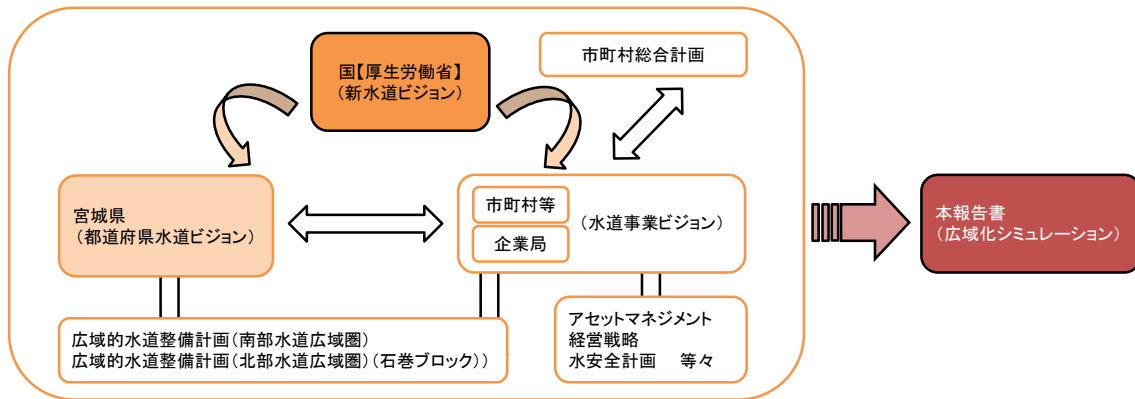 国【厚生労働省】
（新水道ビジョン）
市町村総合計画
宮城県
（都道府県水道ビジョン）
市町村等
企業局
（水道事業ビジョン）
本報告書
（広域化シミュレーション）
広域的水道整備計画（南部水道広域圏）
広域的水道整備計画（北部水道広域圏）（石巻ブロック））
アセットマネジメント
経営戦略
水安全計画　等々